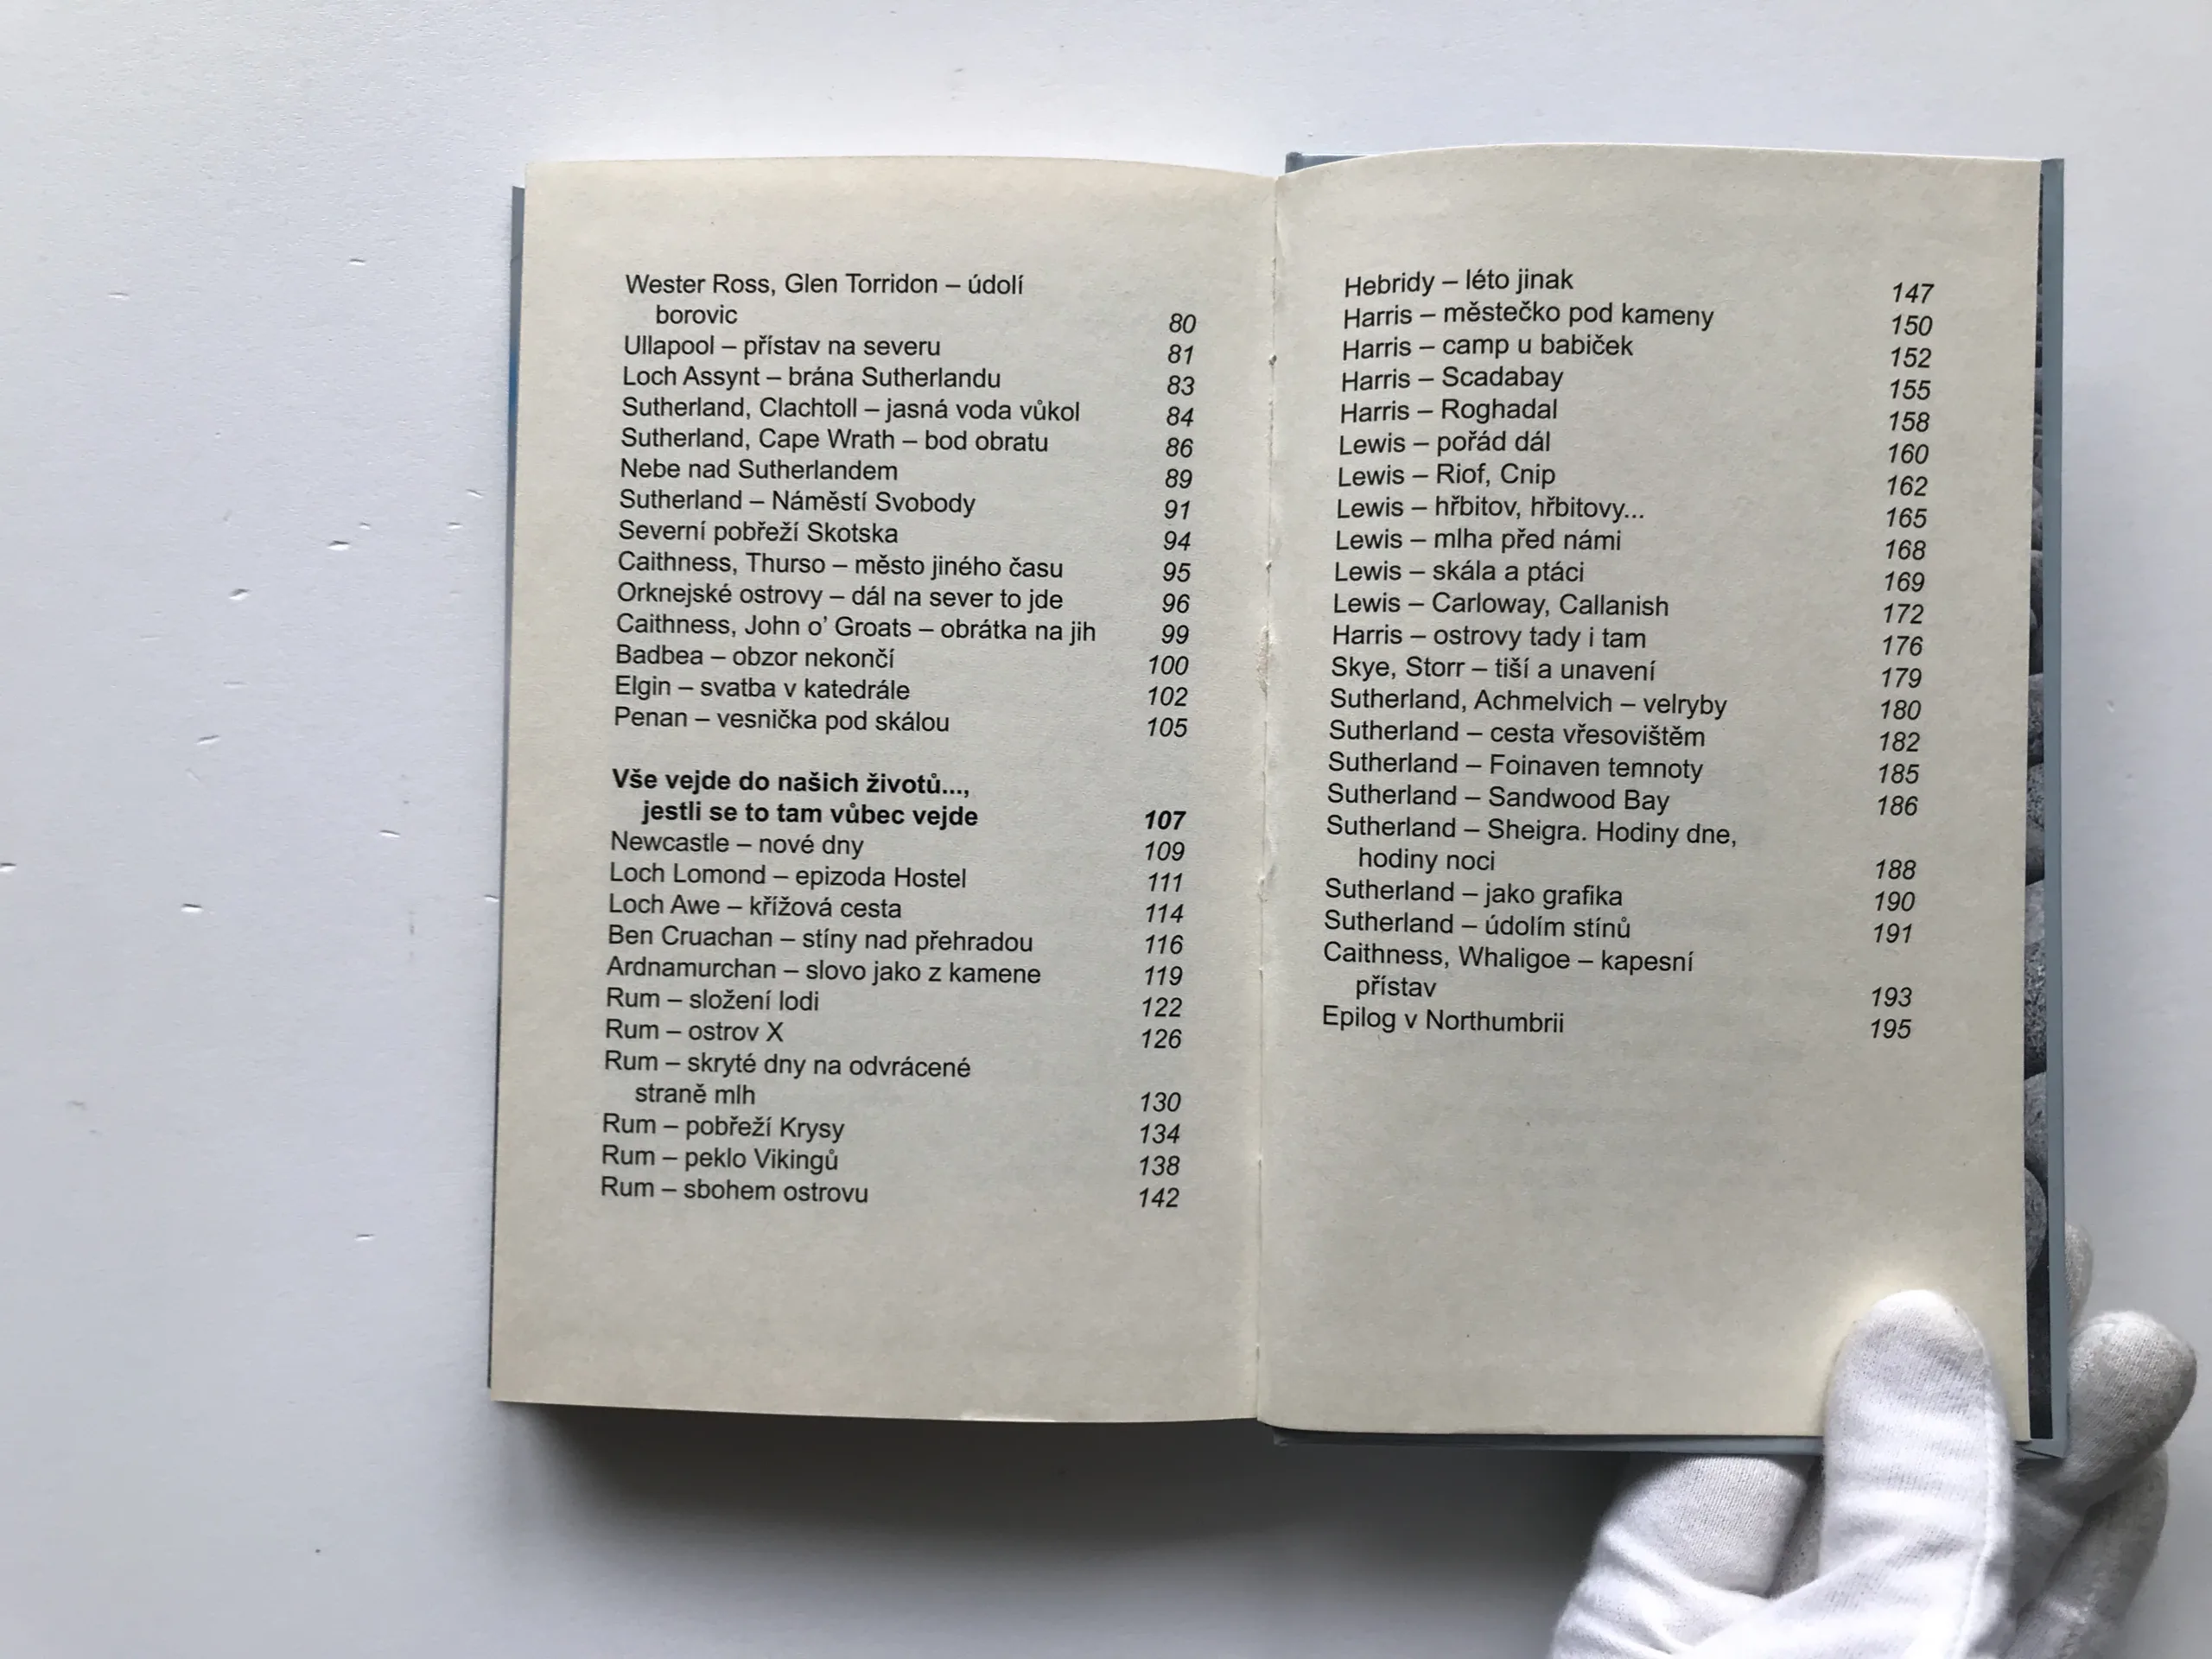 Wester Ross, Glen Torridon – údolí
borovic 80
Ullapool – přístav na severu 81
Loch Assynt – brána Sutherlandu 83
Sutherland, Clachtoll – jasná voda vůkol 84
Sutherland, Cape Wrath – bod obratu 86
Nebe nad Sutherlandem 89
Sutherland – Náměstí Svobody 91
Severní pobřeží Skotska 94
Caithness, Thurso – město jiného času 95
Orknejské ostrovy – dál na sever to jde 96
Caithness, John o’ Groats – obrátka na jih 99
Badbea – obzor nekončí 100
Elgin – svatba v katedrále 102
Penan – vesnička pod skálou 105
Vše vejde do našich životů...,
jestli se to tam vůbec vejde 107
Newcastle – nové dny 109
Loch Lomond – epizoda Hostel 111
Loch Awe – křížová cesta 114
Ben Cruachan – stíny nad přehradou 116
Ardnamurchan – slovo jako z kamene 119
Rum – složení lodi 122
Rum – ostrov X 126
Rum – skryté dny na odvrácené
straně mlh 130
Rum – pobřeží Krysy 134
Rum – peklo Vikingů 138
Rum – sbohem ostrovu 142
Hebridy – léto jinak 147
Harris – městečko pod kameny 150
Harris – camp u babiček 152
Harris – Scadabay 155
Harris – Roghadal 158
Lewis – pořád dál 160
Lewis – Riof, Cnip 162
Lewis – hřbitov, hřbitovy... 165
Lewis – mlha před námi 168
Lewis – skála a ptáci 169
Lewis – Carloway, Callanish 172
Harris – ostrovy tady i tam 176
Skye, Storr – tiší a unavení 179
Sutherland, Achmelvich – velryby 180
Sutherland – cesta vřesovištěm 182
Sutherland – Foinaven temnoty 185
Sutherland – Sandwood Bay 186
Sutherland – Sheigra. Hodiny dne,
hodiny noci 188
Sutherland – jako grafika 190
Sutherland – údolím stínů 191
Caithness, Whaligoe – kapesní
přístav 193
Epilog v Northumbrii 195